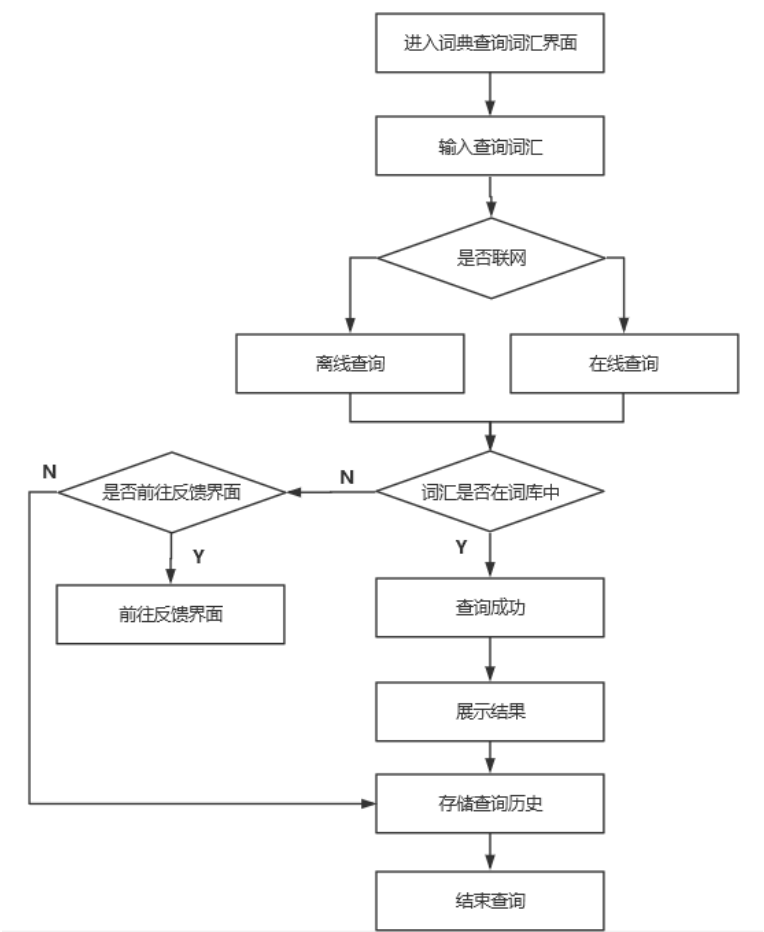 进入词典查询词汇界面
输入查询词汇
是否联网
离线查询
在线查询
N
是否前往反馈界面
N
词汇是否在词库中
Y
Y
前往反馈界面
查询成功
展示结果
存储查询历史
结束查询